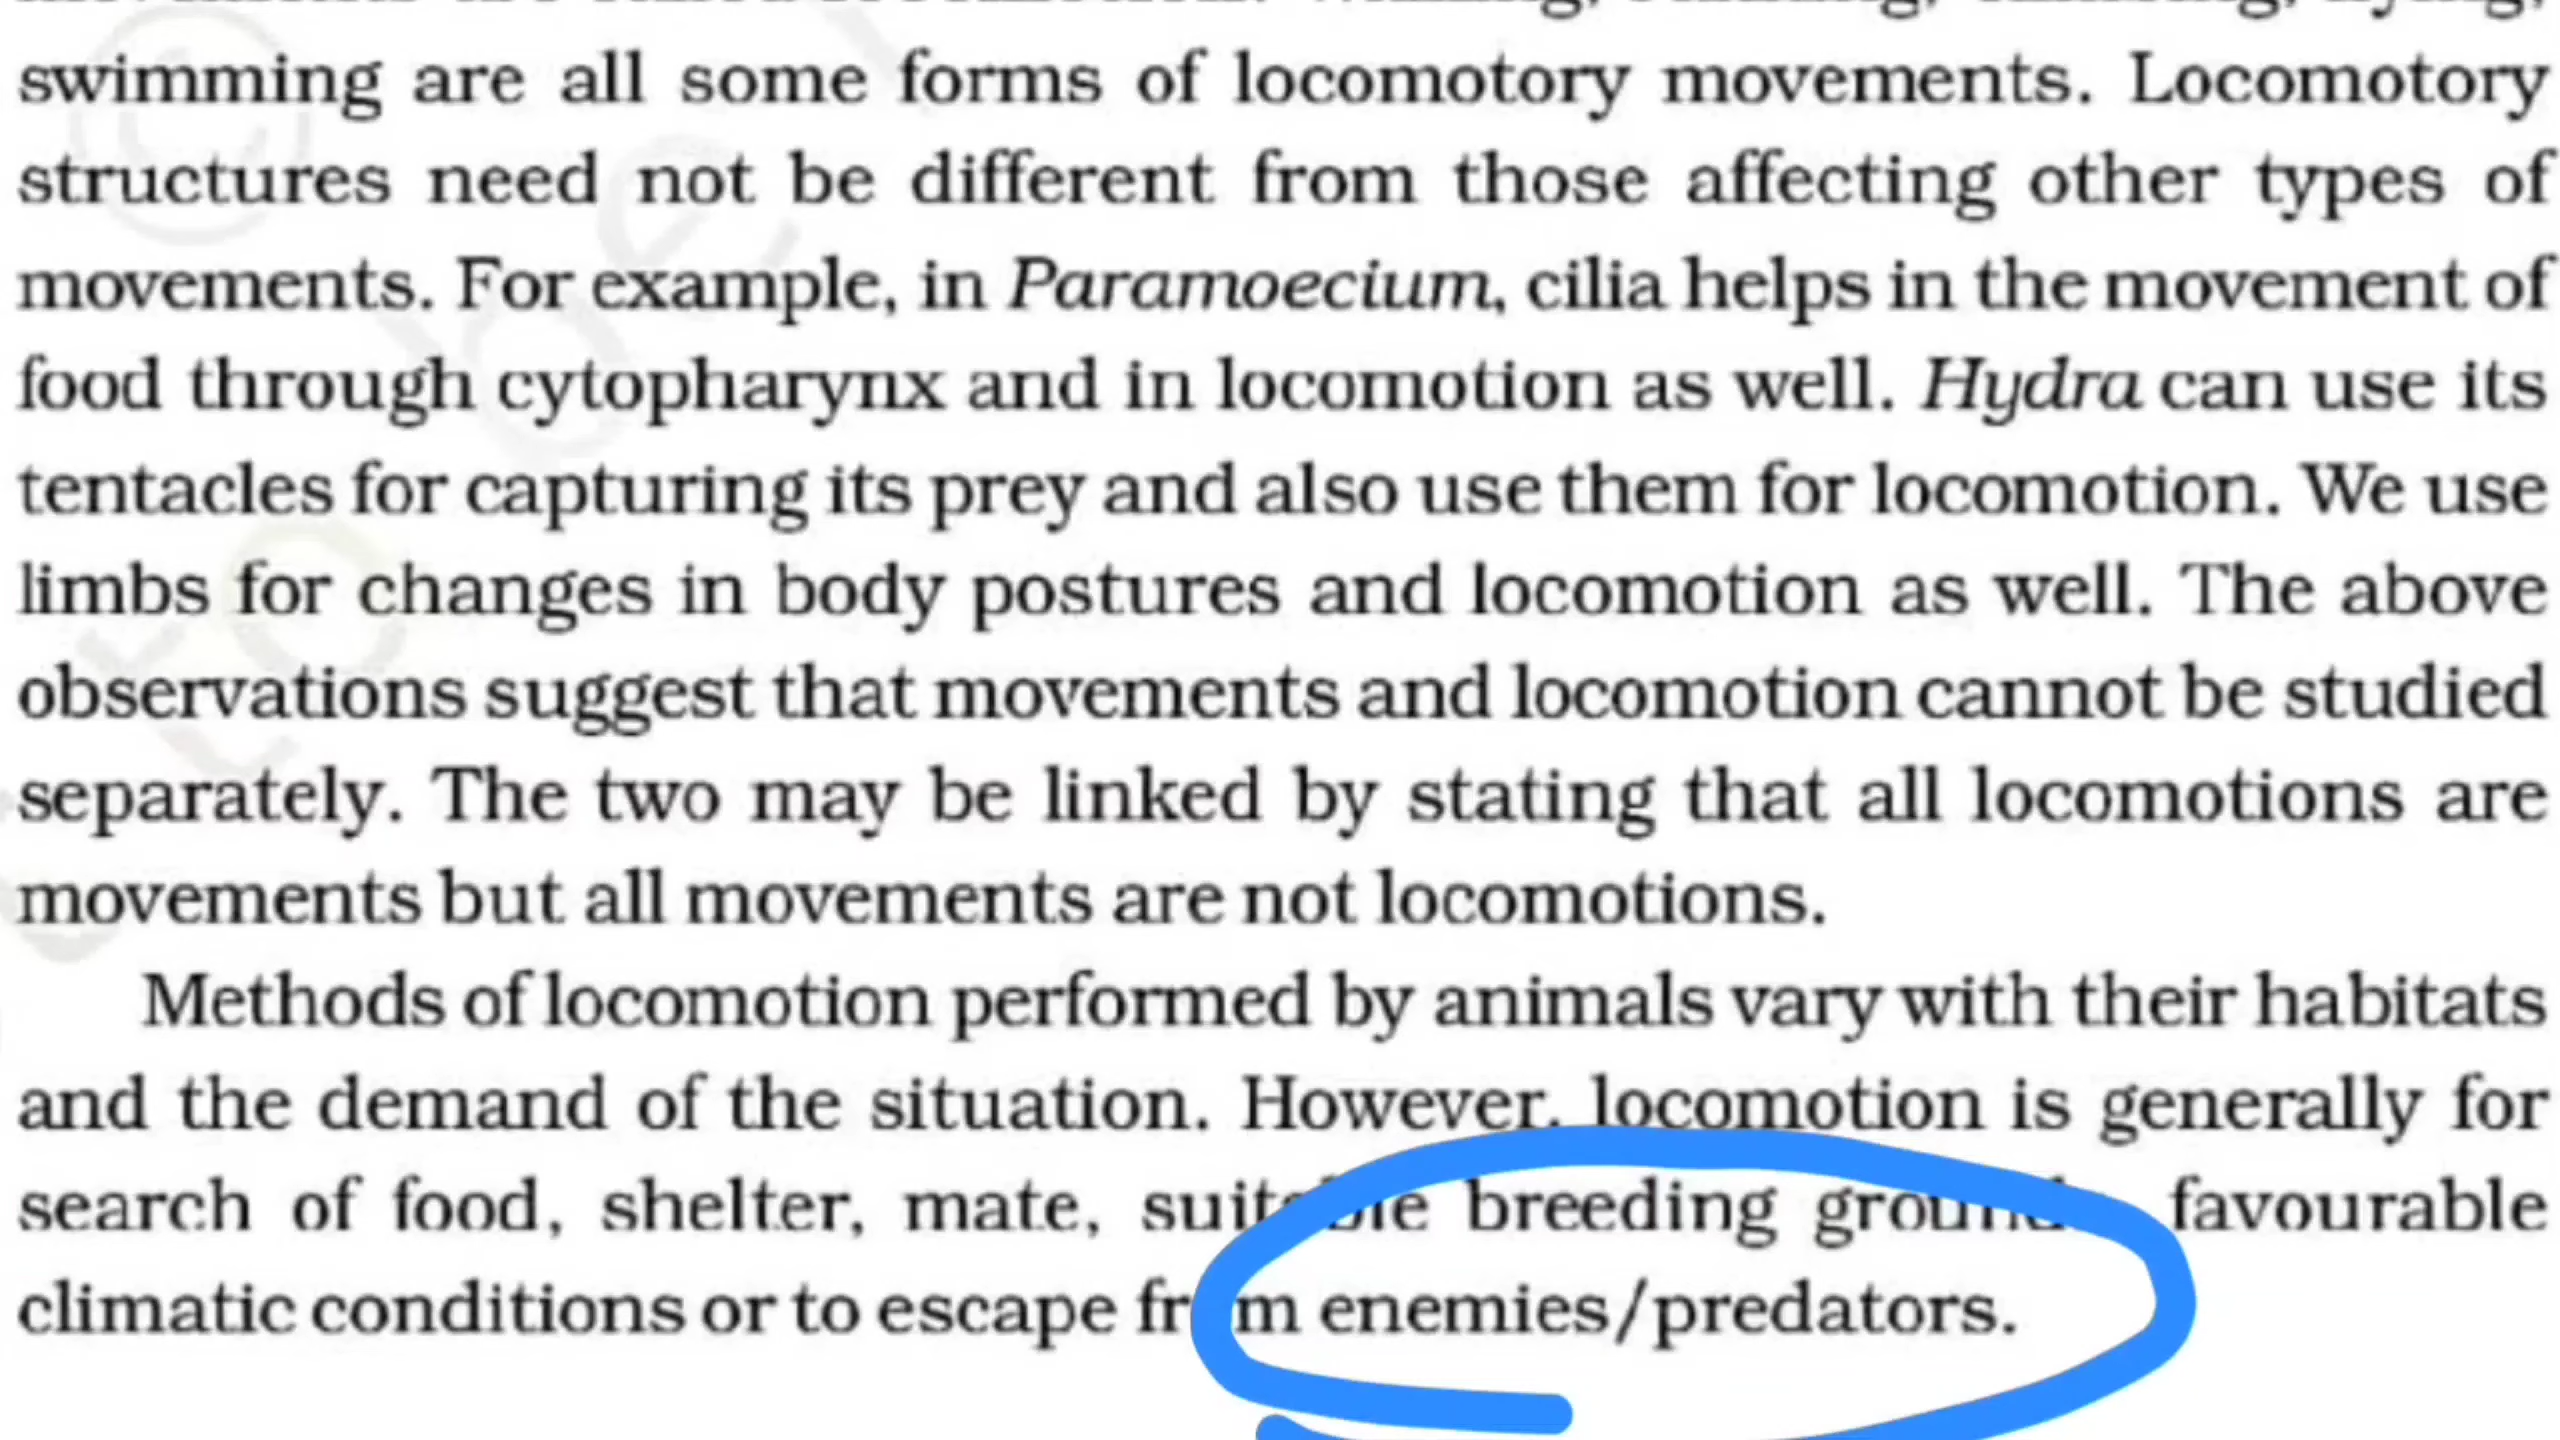 swimming are all some forms of locomotory movements. Locomotory
structures need not be different from those affecting other types of
movements. For example, in Paramoecium, cilia helps in the movement of
food through cytopharynx and in locomotion as well. Hydra can use its
tentacles for capturing its prey and also use them for locomotion. We use
limbs for changes in body postures and locomotion as well. The above
observations suggest that movements and locomotion cannot be studied
separately. The two may be linked by stating that all locomotions are
movements but all movements are not locomotions.
Methods of locomotion performed by animals vary with their habitats
and the demand of the situation. However, locomotion is generally for
search of food, shelter, mate, suitable breeding grounds, favourable
climatic conditions or to escape from enemies/predators.